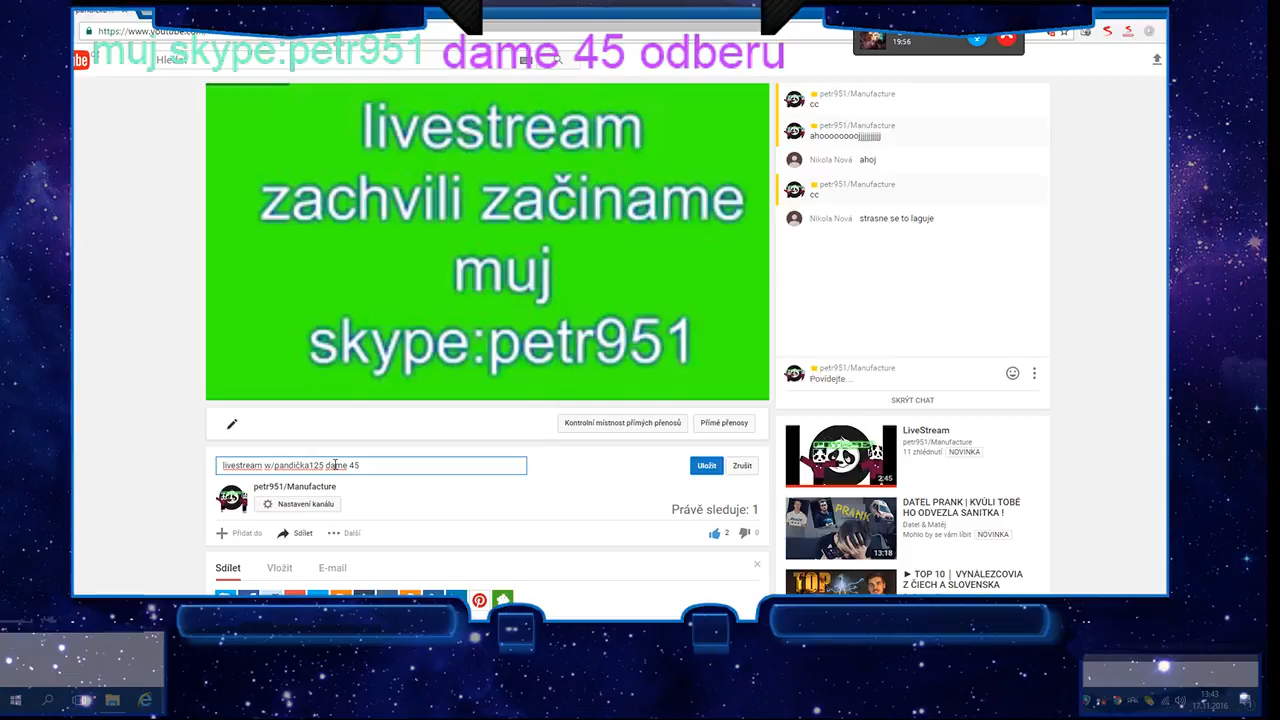 https://www.youtube.com/
muj skype:petr951 dame 45 odberu
Hledat
19:56
livestream
zachvili začiname
muj
skype:petr951
petr951/Manufacture
cc
petr951/Manufacture
ahoooooooojjjjjjjjjjj
Nikola Nová ahoj
petr951/Manufacture
cc
Nikola Nová strasne se to laguje
petr951/Manufacture
Povídejte...
SKRÝT CHAT
Kontrolní místnost přímých přenosů
Přímé přenosy
livestream w/pandička125 dame 45
Uložit
Zrušit
petr951/Manufacture
Nastavení kanálu
Právě sleduje: 1
Přidat do
Sdílet
Další
2
0
Sdílet
Vložit
E-mail
LiveStream
petr951/Manufacture
11 zhlédnutí NOVINKA
2:45
DATEL PRANK | KVŮLI TOBĚ
HO ODVEZLA SANITKA !
Datel & Matěj
Mohlo by se vám líbit NOVINKA
PRANK
13:18
► TOP 10 │ VYNÁLEZCOVIA
Z ČIECH A SLOVENSKA
TOP
13:43
17.11.2016